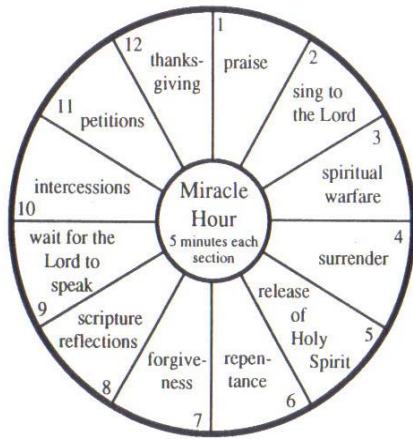 Miracle
Hour
5 minutes each
section
1
praise
2
sing to
the Lord
3
spiritual
warfare
4
surrender
5
release
of
Holy
Spirit
6
repen-
tance
7
forgive-
ness
8
scripture
reflections
9
wait for the
Lord to
speak
10
intercessions
11
petitions
12
thanks-
giving